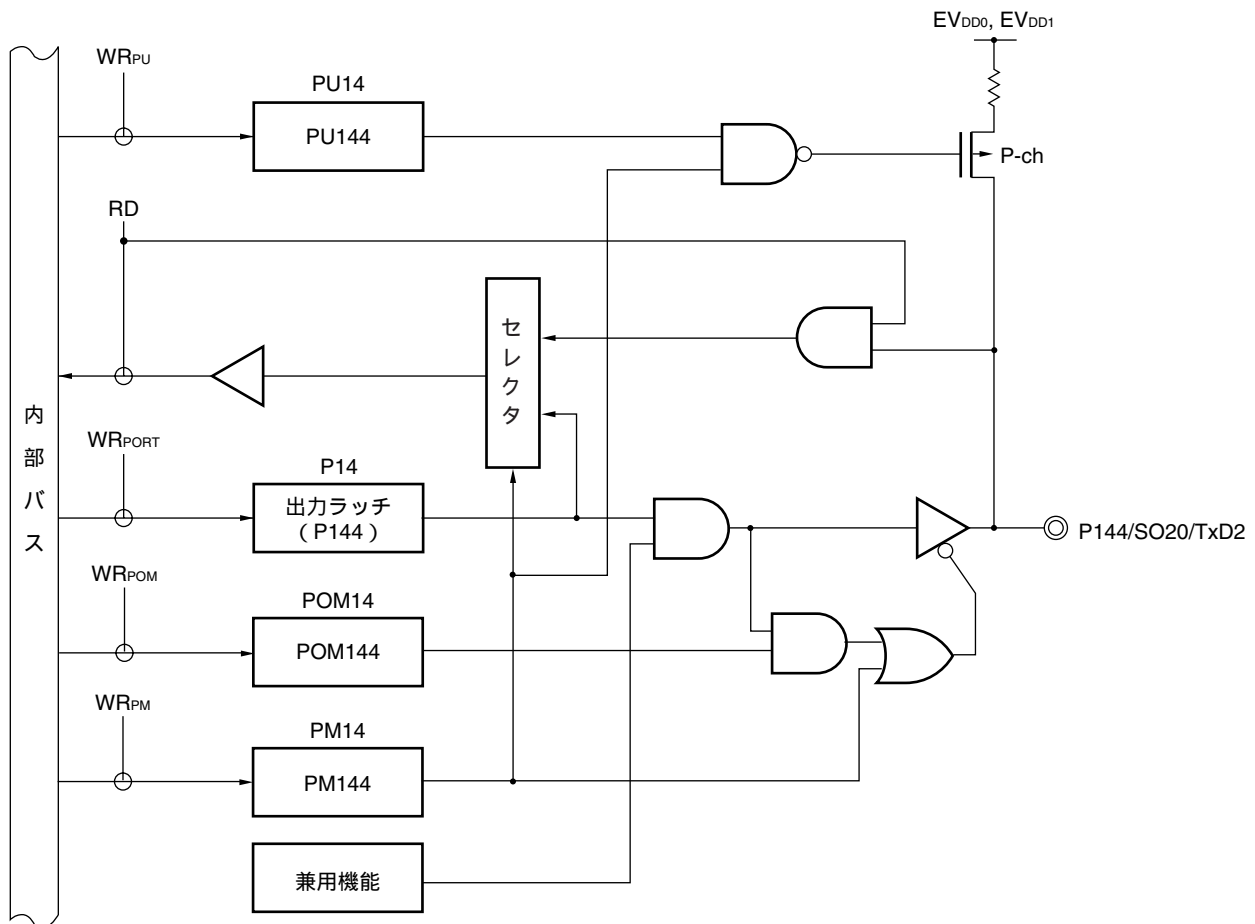 EVDD0, EVDD1
WRPU
PU14
PU144
P-ch
RD
セレクタ
内部バス
WRPORT
P14
出力ラッチ
(P144)
P144/SO20/TxD2
WRPOM
POM14
POM144
WRPM
PM14
PM144
兼用機能